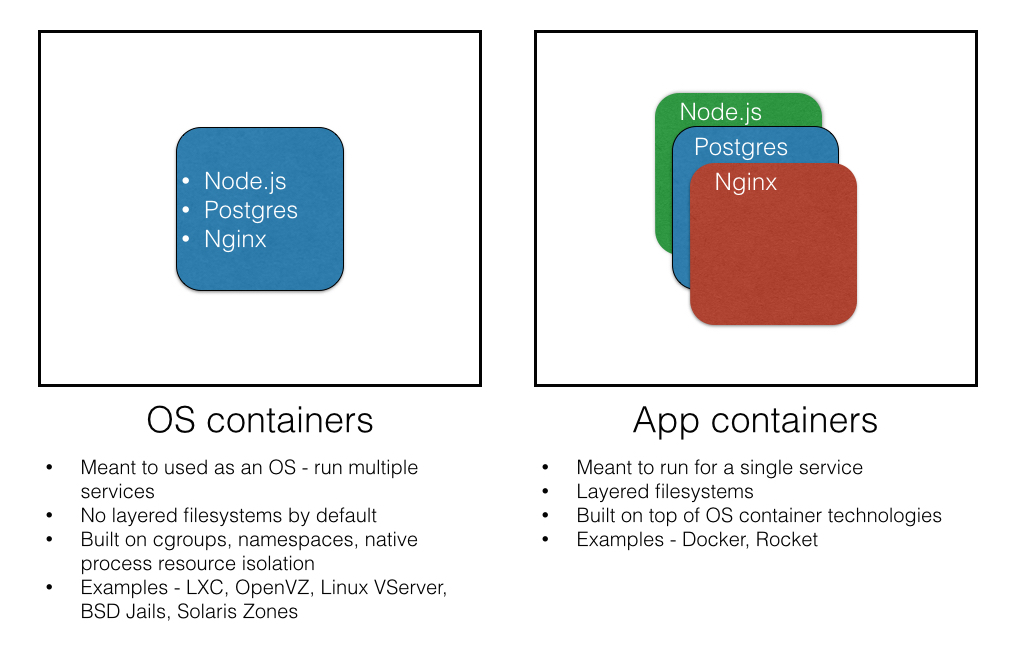 • Node.js
• Postgres
• Nginx
OS containers
• Meant to used as an OS - run multiple
services
• No layered filesystems by default
• Built on cgroups, namespaces, native
process resource isolation
• Examples - LXC, OpenVZ, Linux VServer,
BSD Jails, Solaris Zones
Node.js
Postgres
Nginx
App containers
• Meant to run for a single service
• Layered filesystems
• Built on top of OS container technologies
• Examples - Docker, Rocket